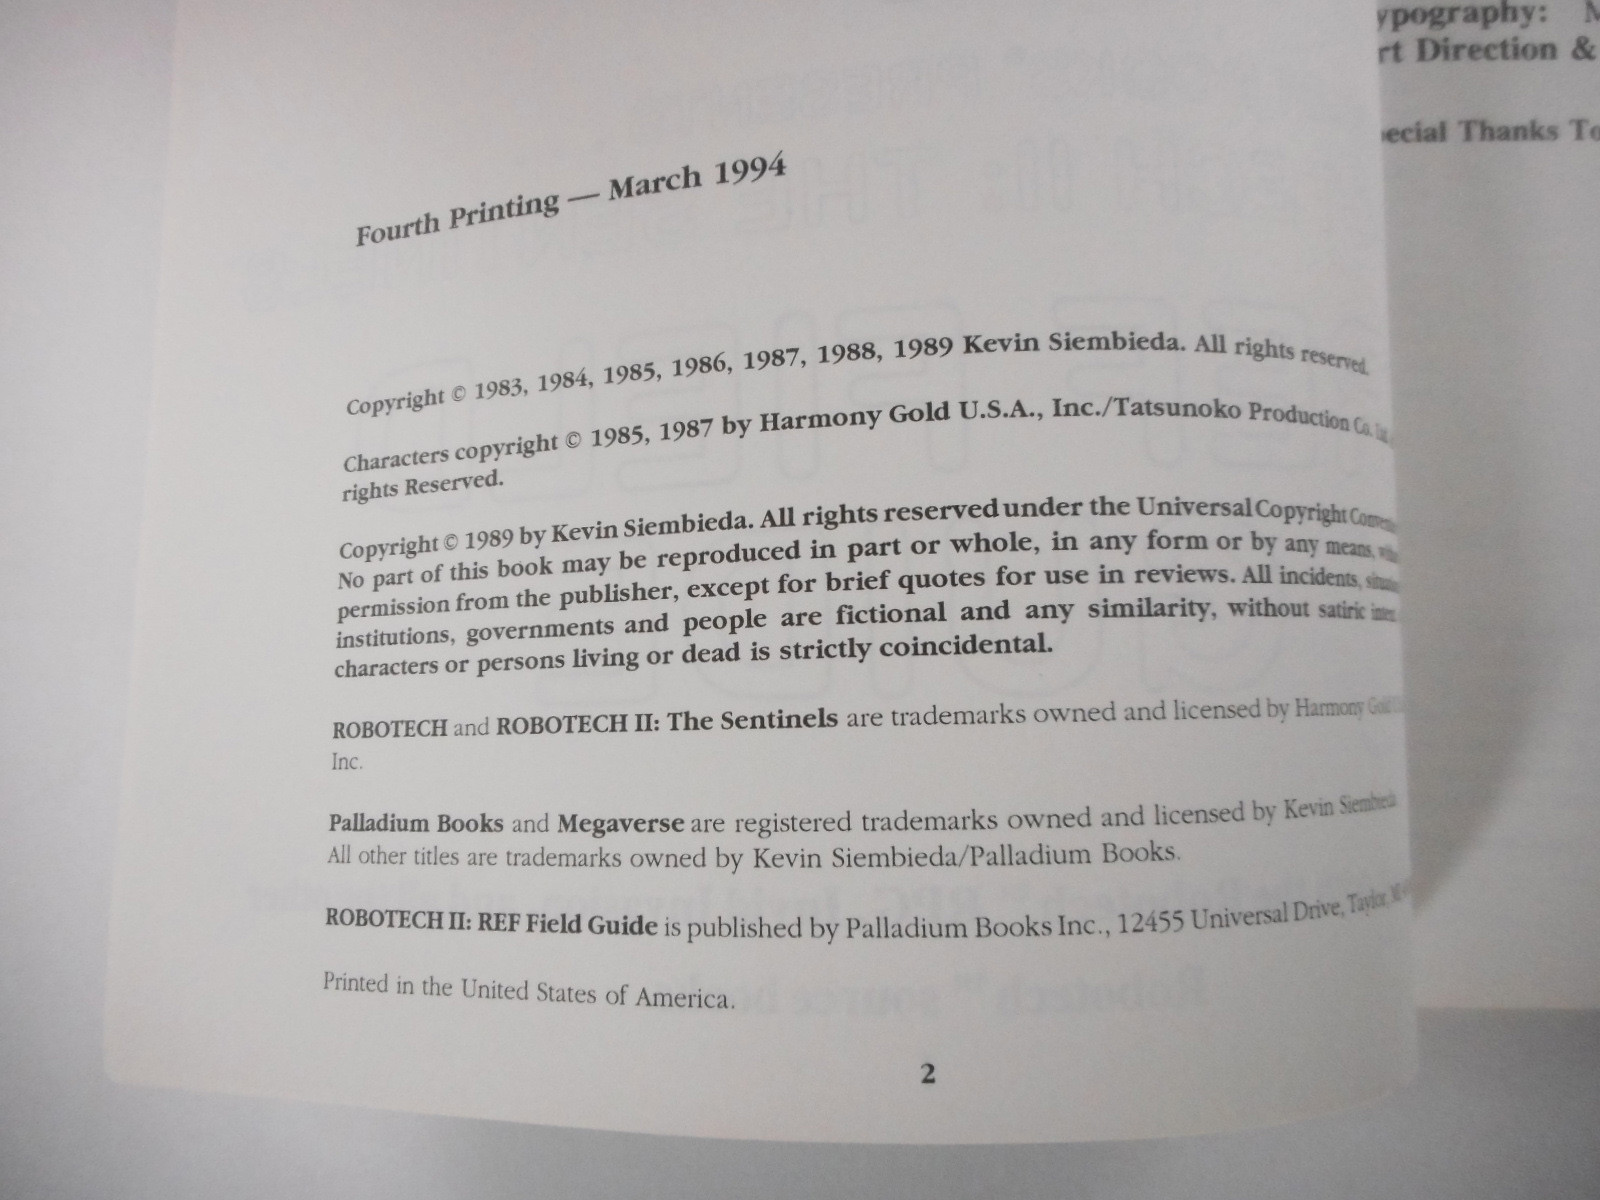 Fourth Printing — March 1994
Copyright © 1983, 1984, 1985, 1986, 1987, 1988, 1989 Kevin Siembieda. All rights reserved.
Characters copyright © 1985, 1987 by Harmony Gold U.S.A., Inc./Tatsunoko Production Co.
rights Reserved.
Copyright © 1989 by Kevin Siembieda. All rights reserved under the Universal Copyright
No part of this book may be reproduced in part or whole, in any form or by any means,
permission from the publisher, except for brief quotes for use in reviews. All incidents,
institutions, governments and people are fictional and any similarity, without satiric
characters or persons living or dead is strictly coincidental.
ROBOTECH and ROBOTECH II: The Sentinels are trademarks owned and licensed by Harmony Gold
Inc.
Palladium Books and Megaverse are registered trademarks owned and licensed by Kevin Siembieda
All other titles are trademarks owned by Kevin Siembieda/Palladium Books.
ROBOTECH II: REF Field Guide is published by Palladium Books Inc., 12455 Universal Drive, Taylor,
Printed in the United States of America.
2
ypography:
rt Direction &
ecial Thanks To